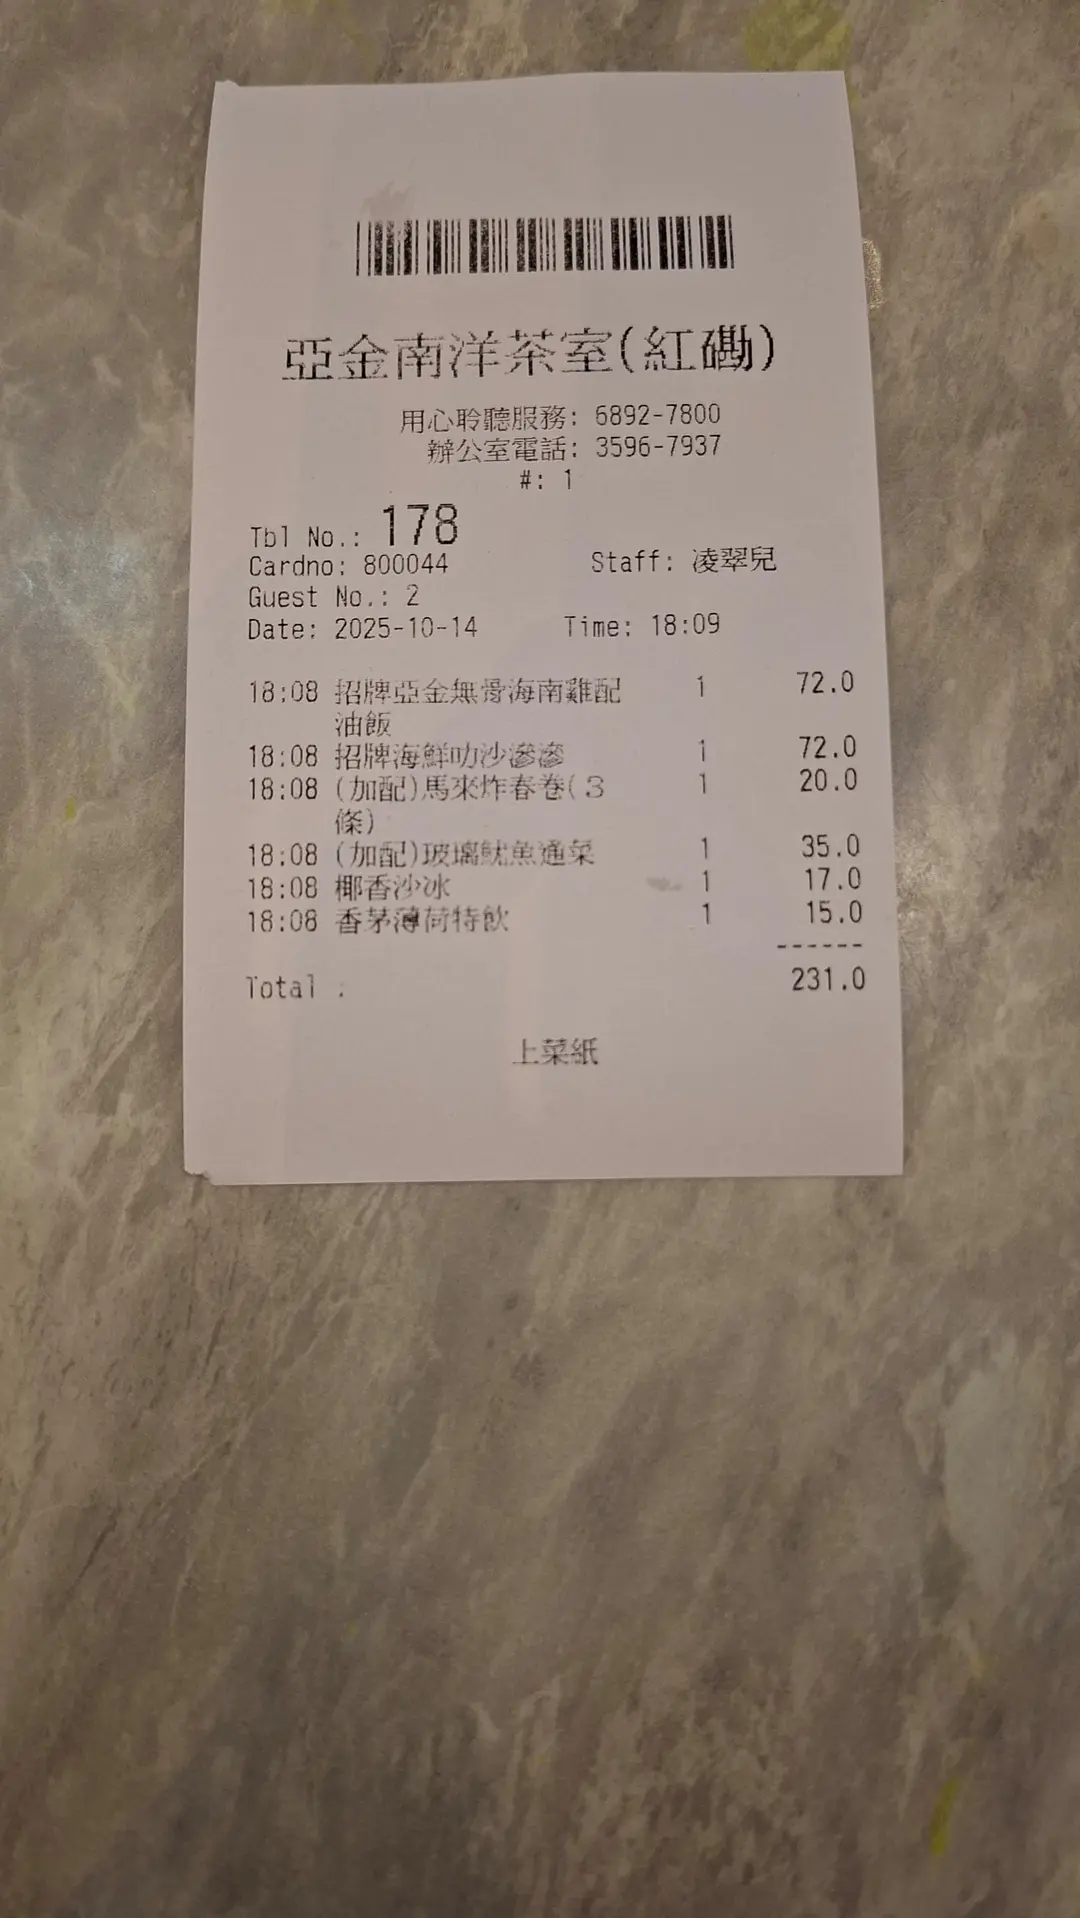 亞金南洋茶室(紅磡)
用心聆聽服務: 6892-7800
辦公室電話: 3596-7937
#: 1
Tbl No.: 178
Cardno: 800044 Staff: 凌翠兒
Guest No.: 2
Date: 2025-10-14 Time: 18:09
18:08 招牌亞金無骨海南雞配 1 72.0
油飯
18:08 招牌海鮮叻沙滲滲 1 72.0
18:08 (加配)馬來炸春卷(3 1 20.0
條)
18:08 (加配)玻璃魷魚通菜 1 35.0
18:08 椰香沙冰 1 17.0
18:08 香茅薄荷特飲 1 15.0
------
Total : 231.0
上菜紙